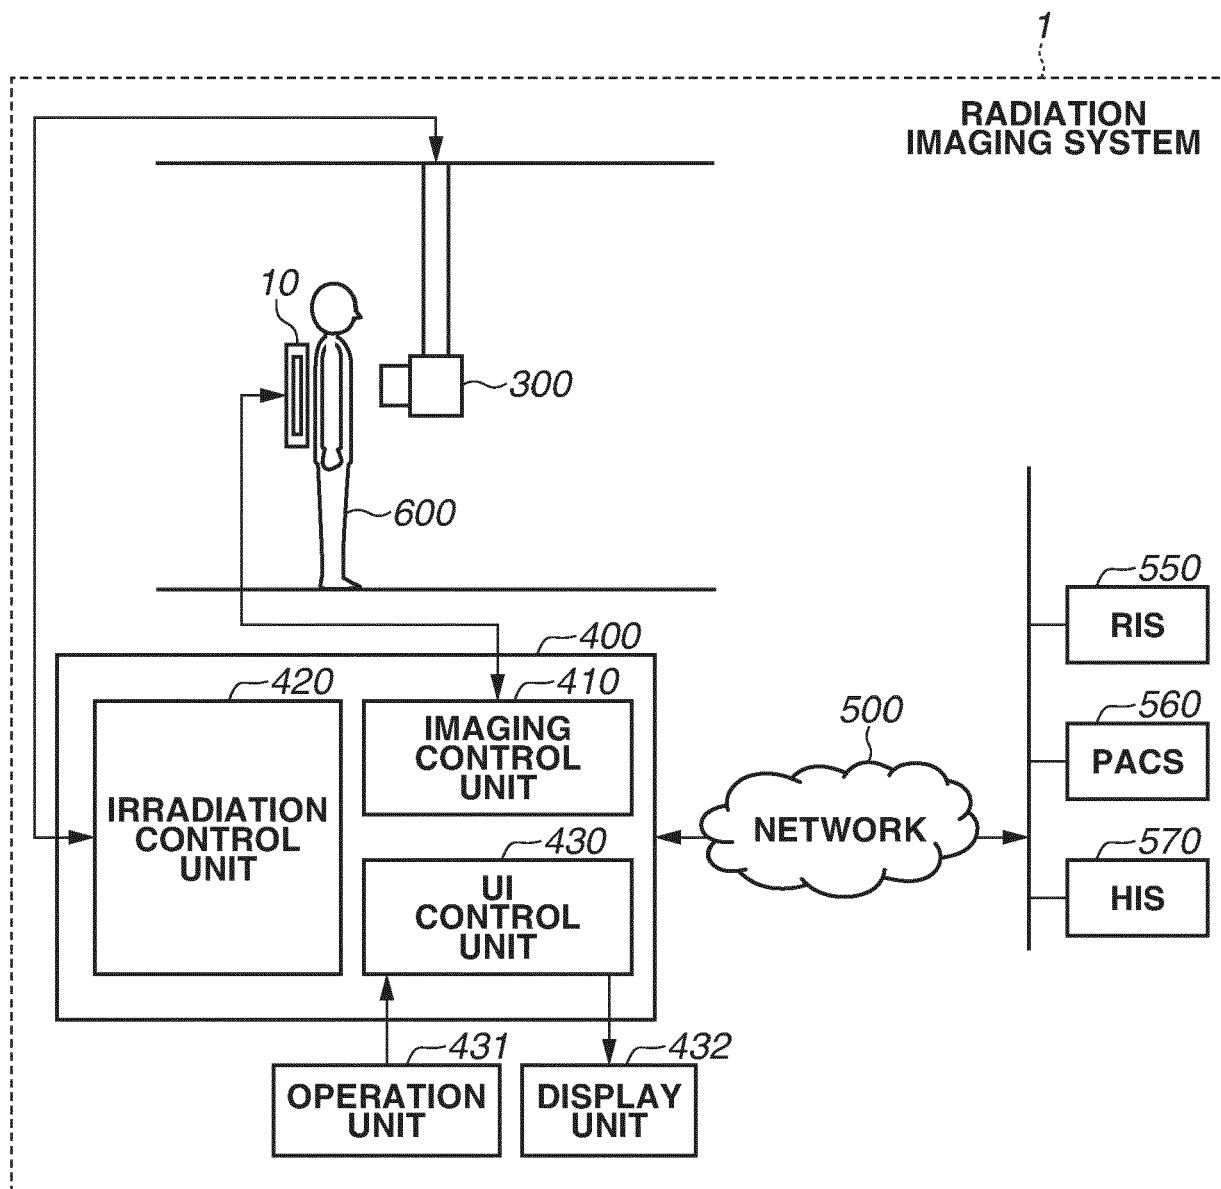 1
RADIATION
IMAGING SYSTEM
10
300
600
550
RIS
400
420
410
IMAGING
CONTROL
UNIT
500
560
PACS
IRRADIATION
CONTROL
UNIT
NETWORK
430
UI
CONTROL
UNIT
570
HIS
431
OPERATION
UNIT
432
DISPLAY
UNIT